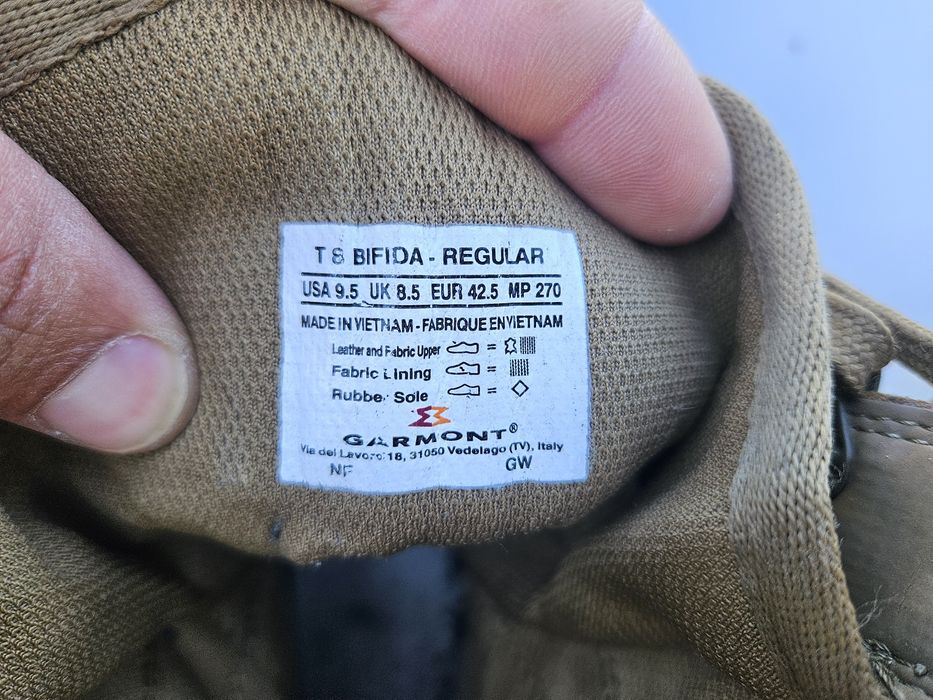 T 8 BIFIDA - REGULAR
USA 9.5 UK 8.5 EUR 42.5 MP 270
MADE IN VIETNAM - FABRIQUE EN VIETNAM
Leather and Fabric Upper =
Fabric Lining =
Rubber Sole =
GARMONT®
Via del Lavoro 18, 31050 Vedelago (TV), Italy
NF GW